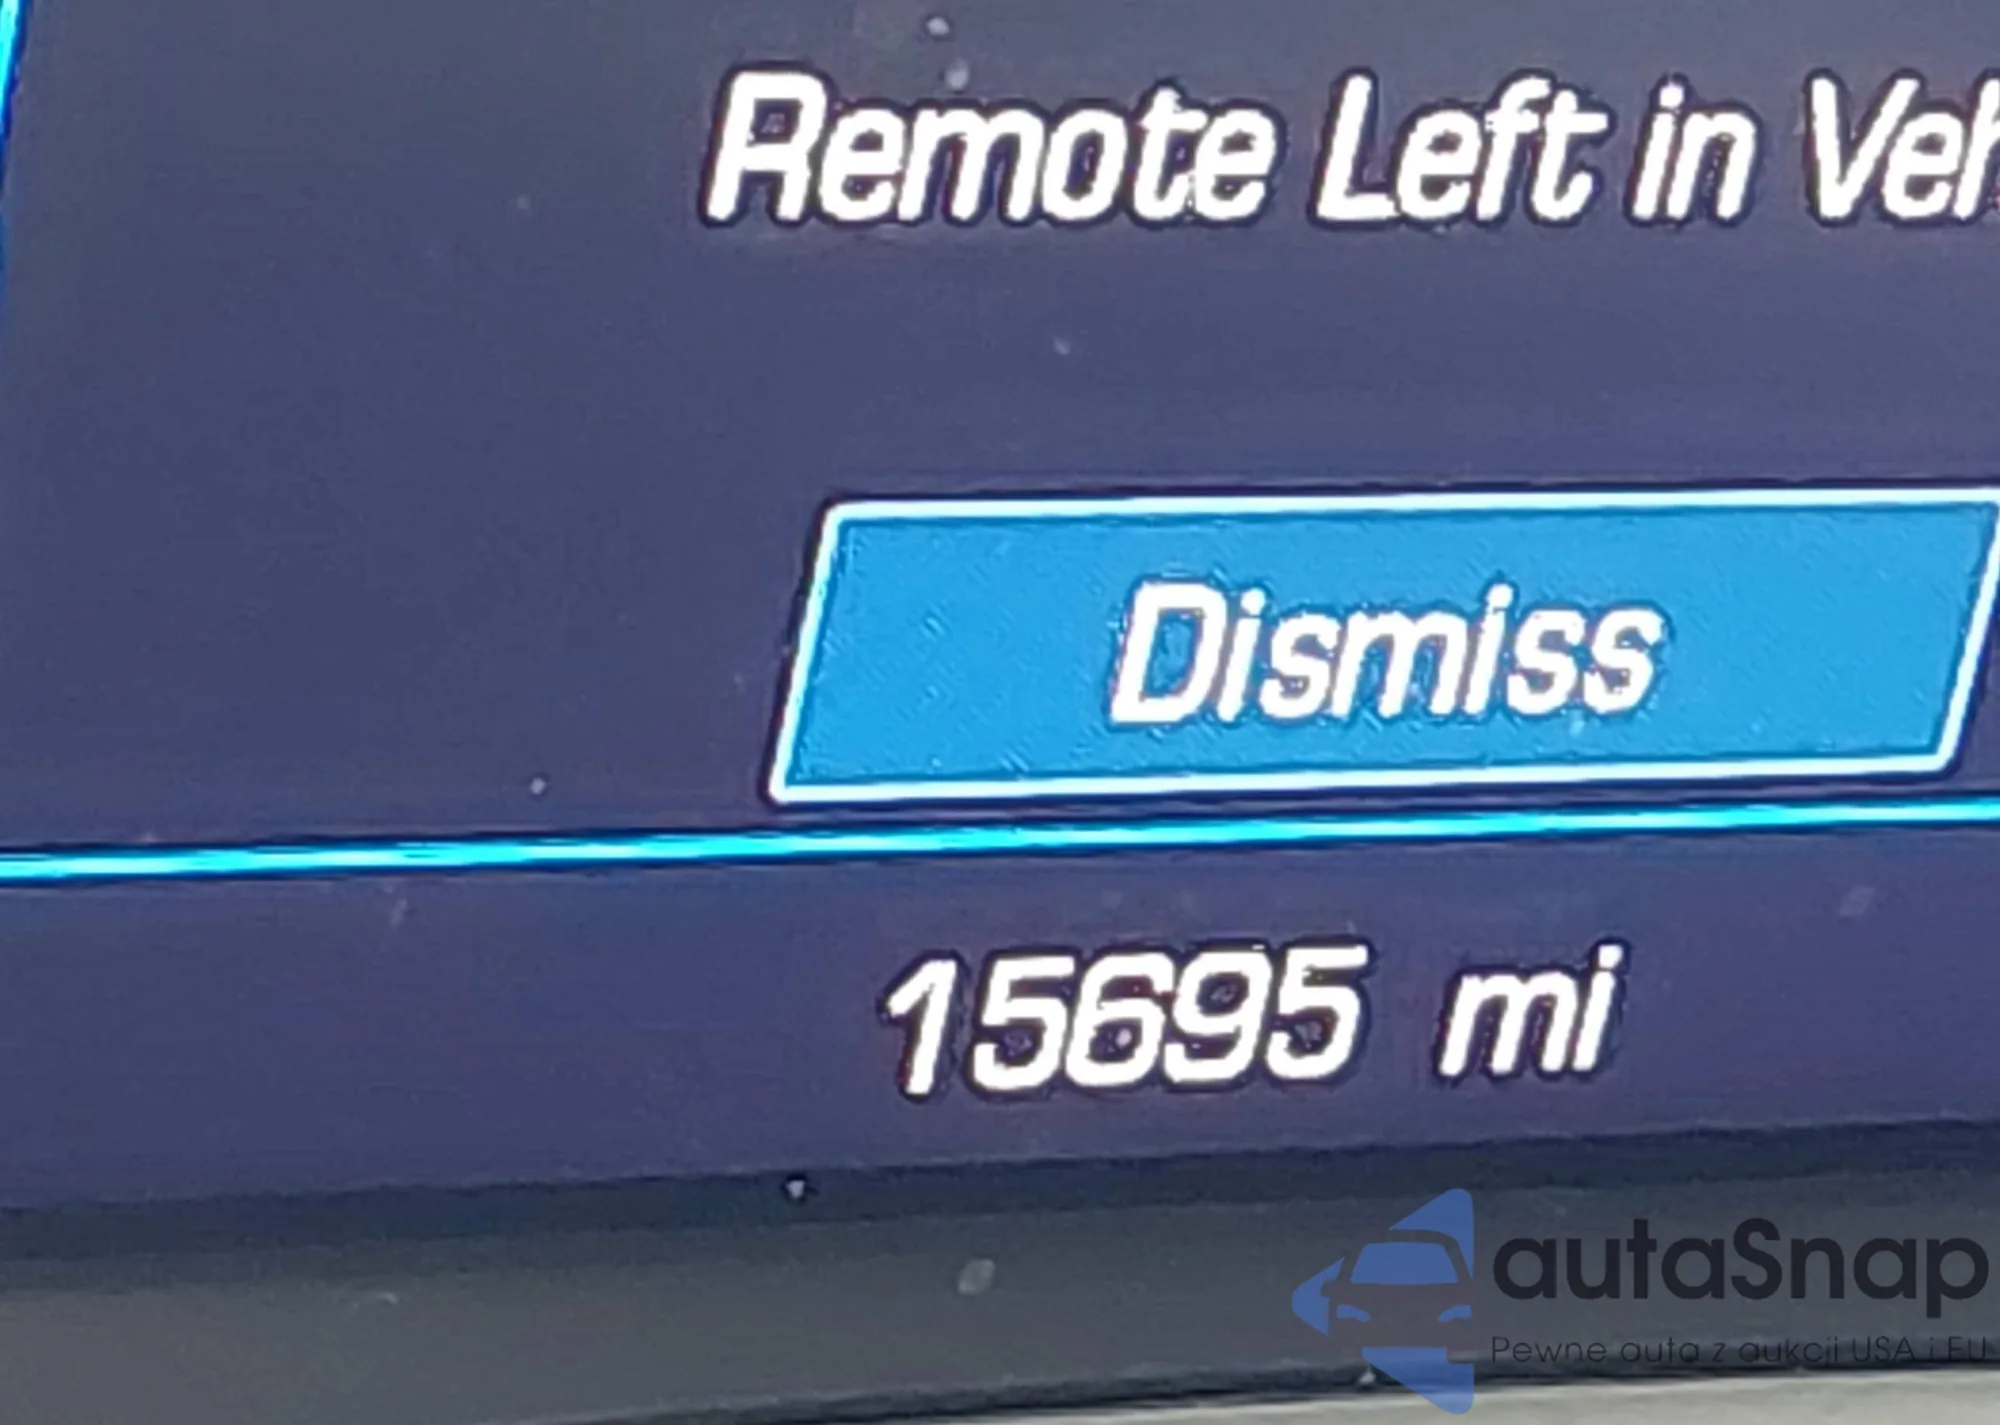 Remote Left in Veh
Dismiss
15695 mi
autaSnap
Pewne auta z aukcji USA i EU